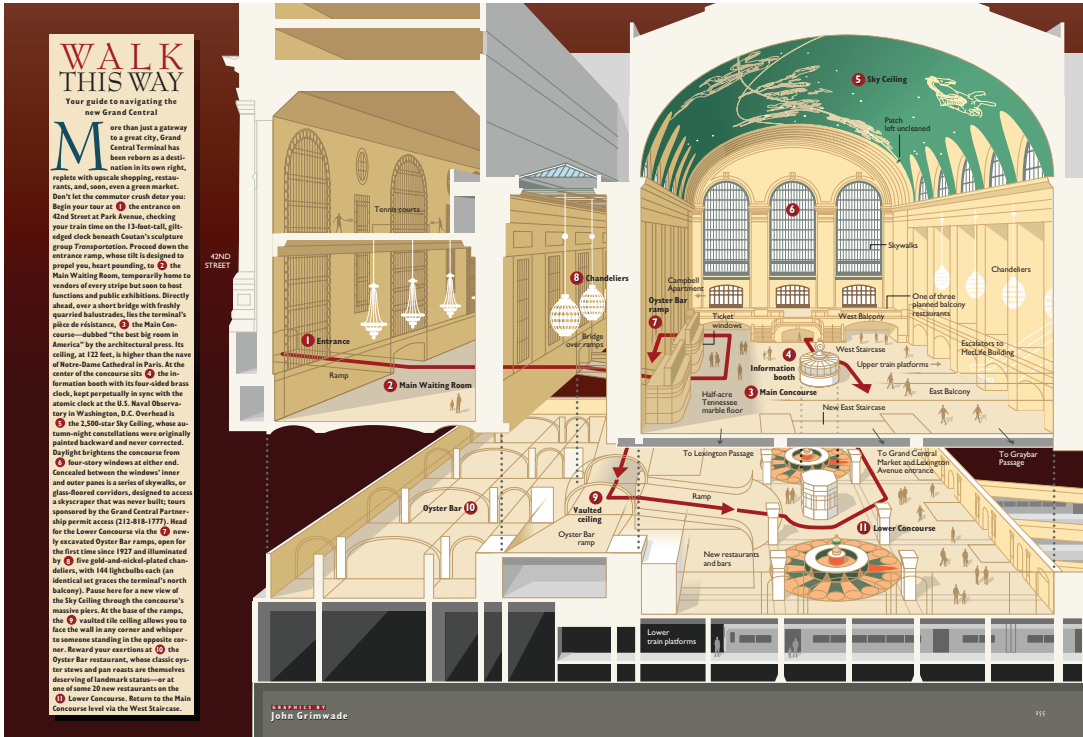 WALK
THIS WAY
Your guide to navigating the
new Grand Central
More than just a gateway
to a great city, Grand
Central Terminal has
been reborn as a desti-
nation in its own right,
replete with upscale shopping, restau-
rants, and, soon, even a green market.
Don't let the commuter crush deter you:
Begin your tour at 1 the entrance on
42nd Street at Park Avenue, checking
your train time on the 13-foot-tall, gilt-
edged clock beneath Coutan's sculpture
group Transportation. Proceed down the
entrance ramp, whose tilt is designed to
propel you, heart pounding, to 2 the
Main Waiting Room, temporarily home to
vendors of every stripe but soon to host
functions and public exhibitions. Directly
ahead, over a short bridge with freshly
quarried balustrades, lies the terminal's
pièce de résistance, 3 the Main Con-
course—dubbed "the best big room in
America" by the architectural press. Its
ceiling, at 122 feet, is higher than the nave
of Notre-Dame Cathedral in Paris. At the
center of the concourse sits 4 the in-
formation booth with its four-sided brass
clock, kept perpetually in sync with the
atomic clock at the U.S. Naval Observa-
tory in Washington, D.C. Overhead is
5 the 2,500-star Sky Ceiling, whose au-
tumn-night constellations were originally
painted backward and never corrected.
Daylight brightens the concourse from
6 four-story windows at either end.
Concealed between the windows' inner
and outer panes is a series of skywalks, or
glass-floored corridors, designed to access
a skyscraper that was never built; tours
sponsored by the Grand Central Partner-
ship permit access (212-818-1777). Head
for the Lower Concourse via the 7 new-
ly excavated Oyster Bar ramps, open for
the first time since 1927 and illuminated
by 8 five gold-and-nickel-plated chan-
deliers, with 144 lightbulbs each (an
identical set graces the terminal's north
balcony). Pause here for a new view of
the Sky Ceiling through the concourse's
massive piers. At the base of the ramps,
the 9 vaulted tile ceiling allows you to
face the wall in any corner and whisper
to someone standing in the opposite cor-
ner. Reward your exertions at 10 the
Oyster Bar restaurant, whose classic oys-
ter stews and pan roasts are themselves
deserving of landmark status—or at
one of some 20 new restaurants on the
11 Lower Concourse. Return to the Main
Concourse level via the West Staircase.
42ND
STREET
Tennis courts
1 Entrance
Ramp
2 Main Waiting Room
8 Chandeliers
Bridge
over ramps
5 Sky Ceiling
Patch
left uncleaned
6
Skywalks
Chandeliers
Campbell
Apartment
Oyster Bar
ramp
7
Ticket
windows
One of three
planned balcony
restaurants
West Balcony
4
Information
booth
West Staircase
Upper train platforms
Escalators to
MetLife Building
3 Main Concourse
East Balcony
Half-acre
Tennessee
marble floor
New East Staircase
To Lexington Passage
To Grand Central
Market and Lexington
Avenue entrance
To Graybar
Passage
Oyster Bar 10
9
Vaulted
ceiling
Oyster Bar
ramp
Ramp
11 Lower Concourse
New restaurants
and bars
Lower
train platforms
GRAPHICS BY
John Grimwade
155